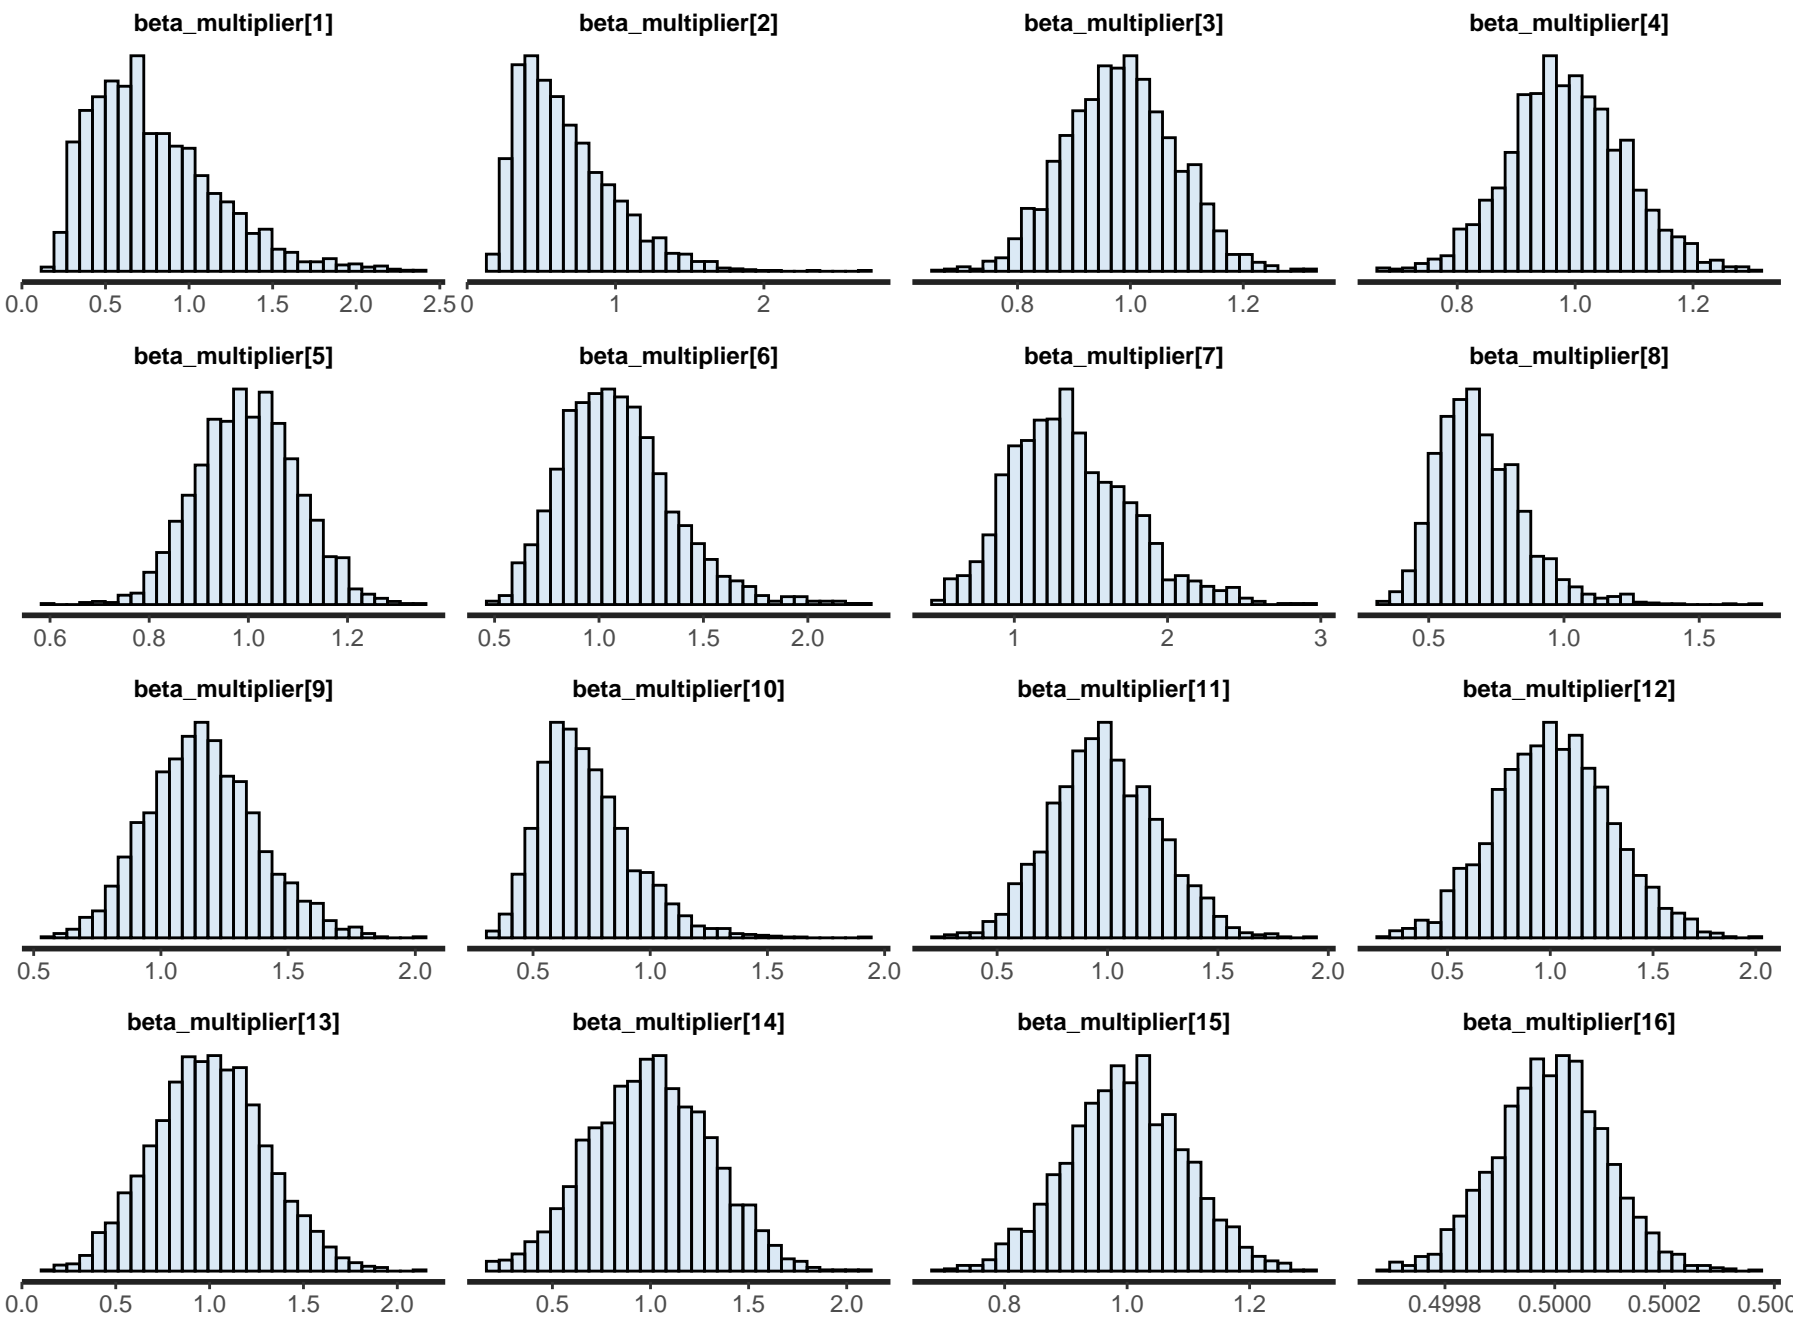 beta_multiplier[1] beta_multiplier[2] beta_multiplier[3] beta_multiplier[4]
0.0 0.5 1.0 1.5 2.0 2.5 0 1 2 0.8 1.0 1.2 0.8 1.0 1.2
beta_multiplier[5] beta_multiplier[6] beta_multiplier[7] beta_multiplier[8]
0.6 0.8 1.0 1.2 0.5 1.0 1.5 2.0 1 2 3 0.5 1.0 1.5
beta_multiplier[9] beta_multiplier[10] beta_multiplier[11] beta_multiplier[12]
0.5 1.0 1.5 2.0 0.5 1.0 1.5 2.0 0.5 1.0 1.5 2.0 0.5 1.0 1.5 2.0
beta_multiplier[13] beta_multiplier[14] beta_multiplier[15] beta_multiplier[16]
0.0 0.5 1.0 1.5 2.0 0.5 1.0 1.5 2.0 0.8 1.0 1.2 0.4998 0.5000 0.5002